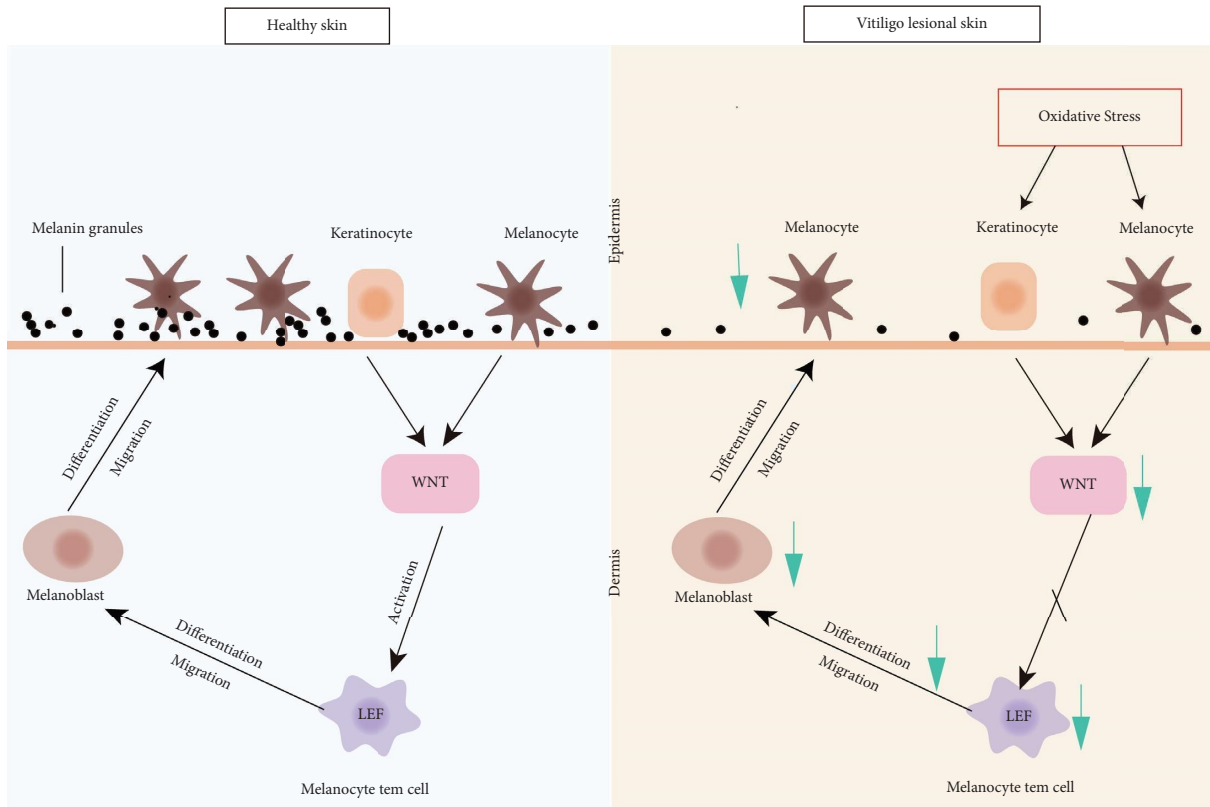 Healthy skin
Melanin granules
Keratinocyte
Melanocyte
Differentiation
Migration
WNT
Activation
Melanoblast
Differentiation
Migration
LEF
Melanocyte tem cell
Epidermis
Dermis
Vitiligo lesional skin
Oxidative Stress
Melanocyte
Keratinocyte
Melanocyte
Differentiation
Migration
WNT
Melanoblast
Differentiation
Migration
LEF
Melanocyte tem cell